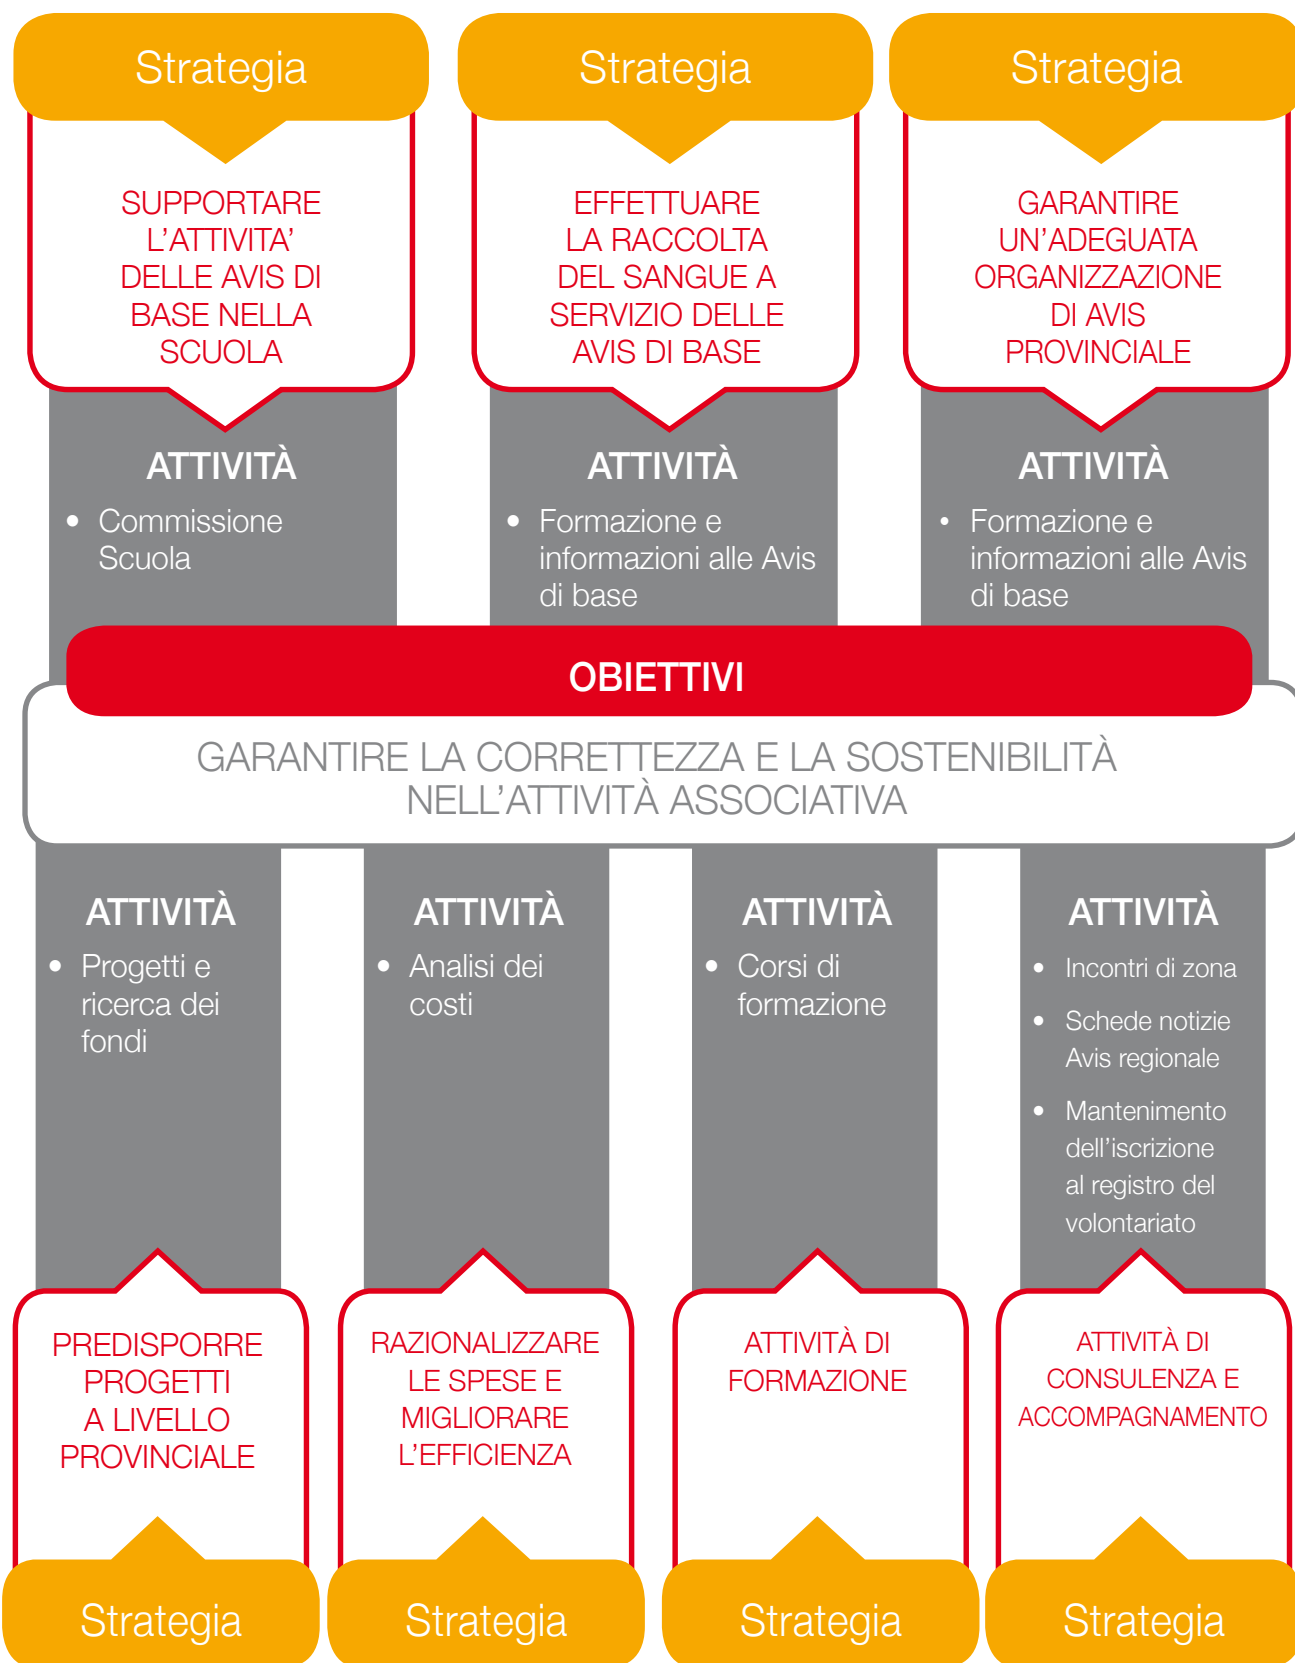 Strategia
SUPPORTARE
L’ATTIVITA’
DELLE AVIS DI
BASE NELLA
SCUOLA
ATTIVITÀ
• Commissione
Scuola
Strategia
EFFETTUARE
LA RACCOLTA
DEL SANGUE A
SERVIZIO DELLE
AVIS DI BASE
ATTIVITÀ
• Formazione e
informazioni alle Avis
di base
Strategia
GARANTIRE
UN’ADEGUATA
ORGANIZZAZIONE
DI AVIS
PROVINCIALE
ATTIVITÀ
• Formazione e
informazioni alle Avis
di base
OBIETTIVI
GARANTIRE LA CORRETTEZZA E LA SOSTENIBILITÀ
NELL’ATTIVITÀ ASSOCIATIVA
ATTIVITÀ
• Progetti e
ricerca dei
fondi
PREDISPORRE
PROGETTI
A LIVELLO
PROVINCIALE
Strategia
ATTIVITÀ
• Analisi dei
costi
RAZIONALIZZARE
LE SPESE E
MIGLIORARE
L’EFFICIENZA
Strategia
ATTIVITÀ
• Corsi di
formazione
ATTIVITÀ DI
FORMAZIONE
Strategia
ATTIVITÀ
• Incontri di zona
• Schede notizie
Avis regionale
• Mantenimento
dell’iscrizione
al registro del
volontariato
ATTIVITÀ DI
CONSULENZA E
ACCOMPAGNAMENTO
Strategia